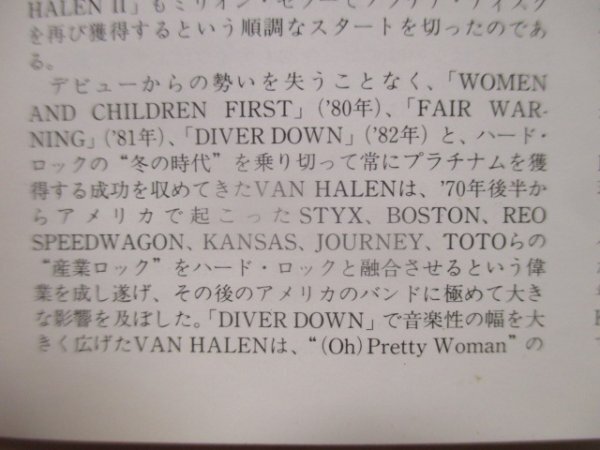 HALEN II」もミリオン・セラーでプラチナ・ディスク
を再び獲得するという順調なスタートを切ったのであ
る。
デビューからの勢いを失うことなく、「WOMEN
AND CHILDREN FIRST」('80年)、「FAIR WAR-
NING」('81年)、「DIVER DOWN」('82年) と、ハード・
ロックの“冬の時代”を乗り切って常にプラチナムを獲
得する成功を収めてきたVAN HALENは、'70年後半か
らアメリカで起こったSTYX、BOSTON、REO
SPEEDWAGON、KANSAS、JOURNEY、TOTOらの
“産業ロック”をハード・ロックと融合させるという偉
業を成し遂げ、その後のアメリカのバンドに極めて大き
な影響を及ぼした。「DIVER DOWN」で音楽性の幅を大
きく広げたVAN HALENは、“(Oh) Pretty Woman”の